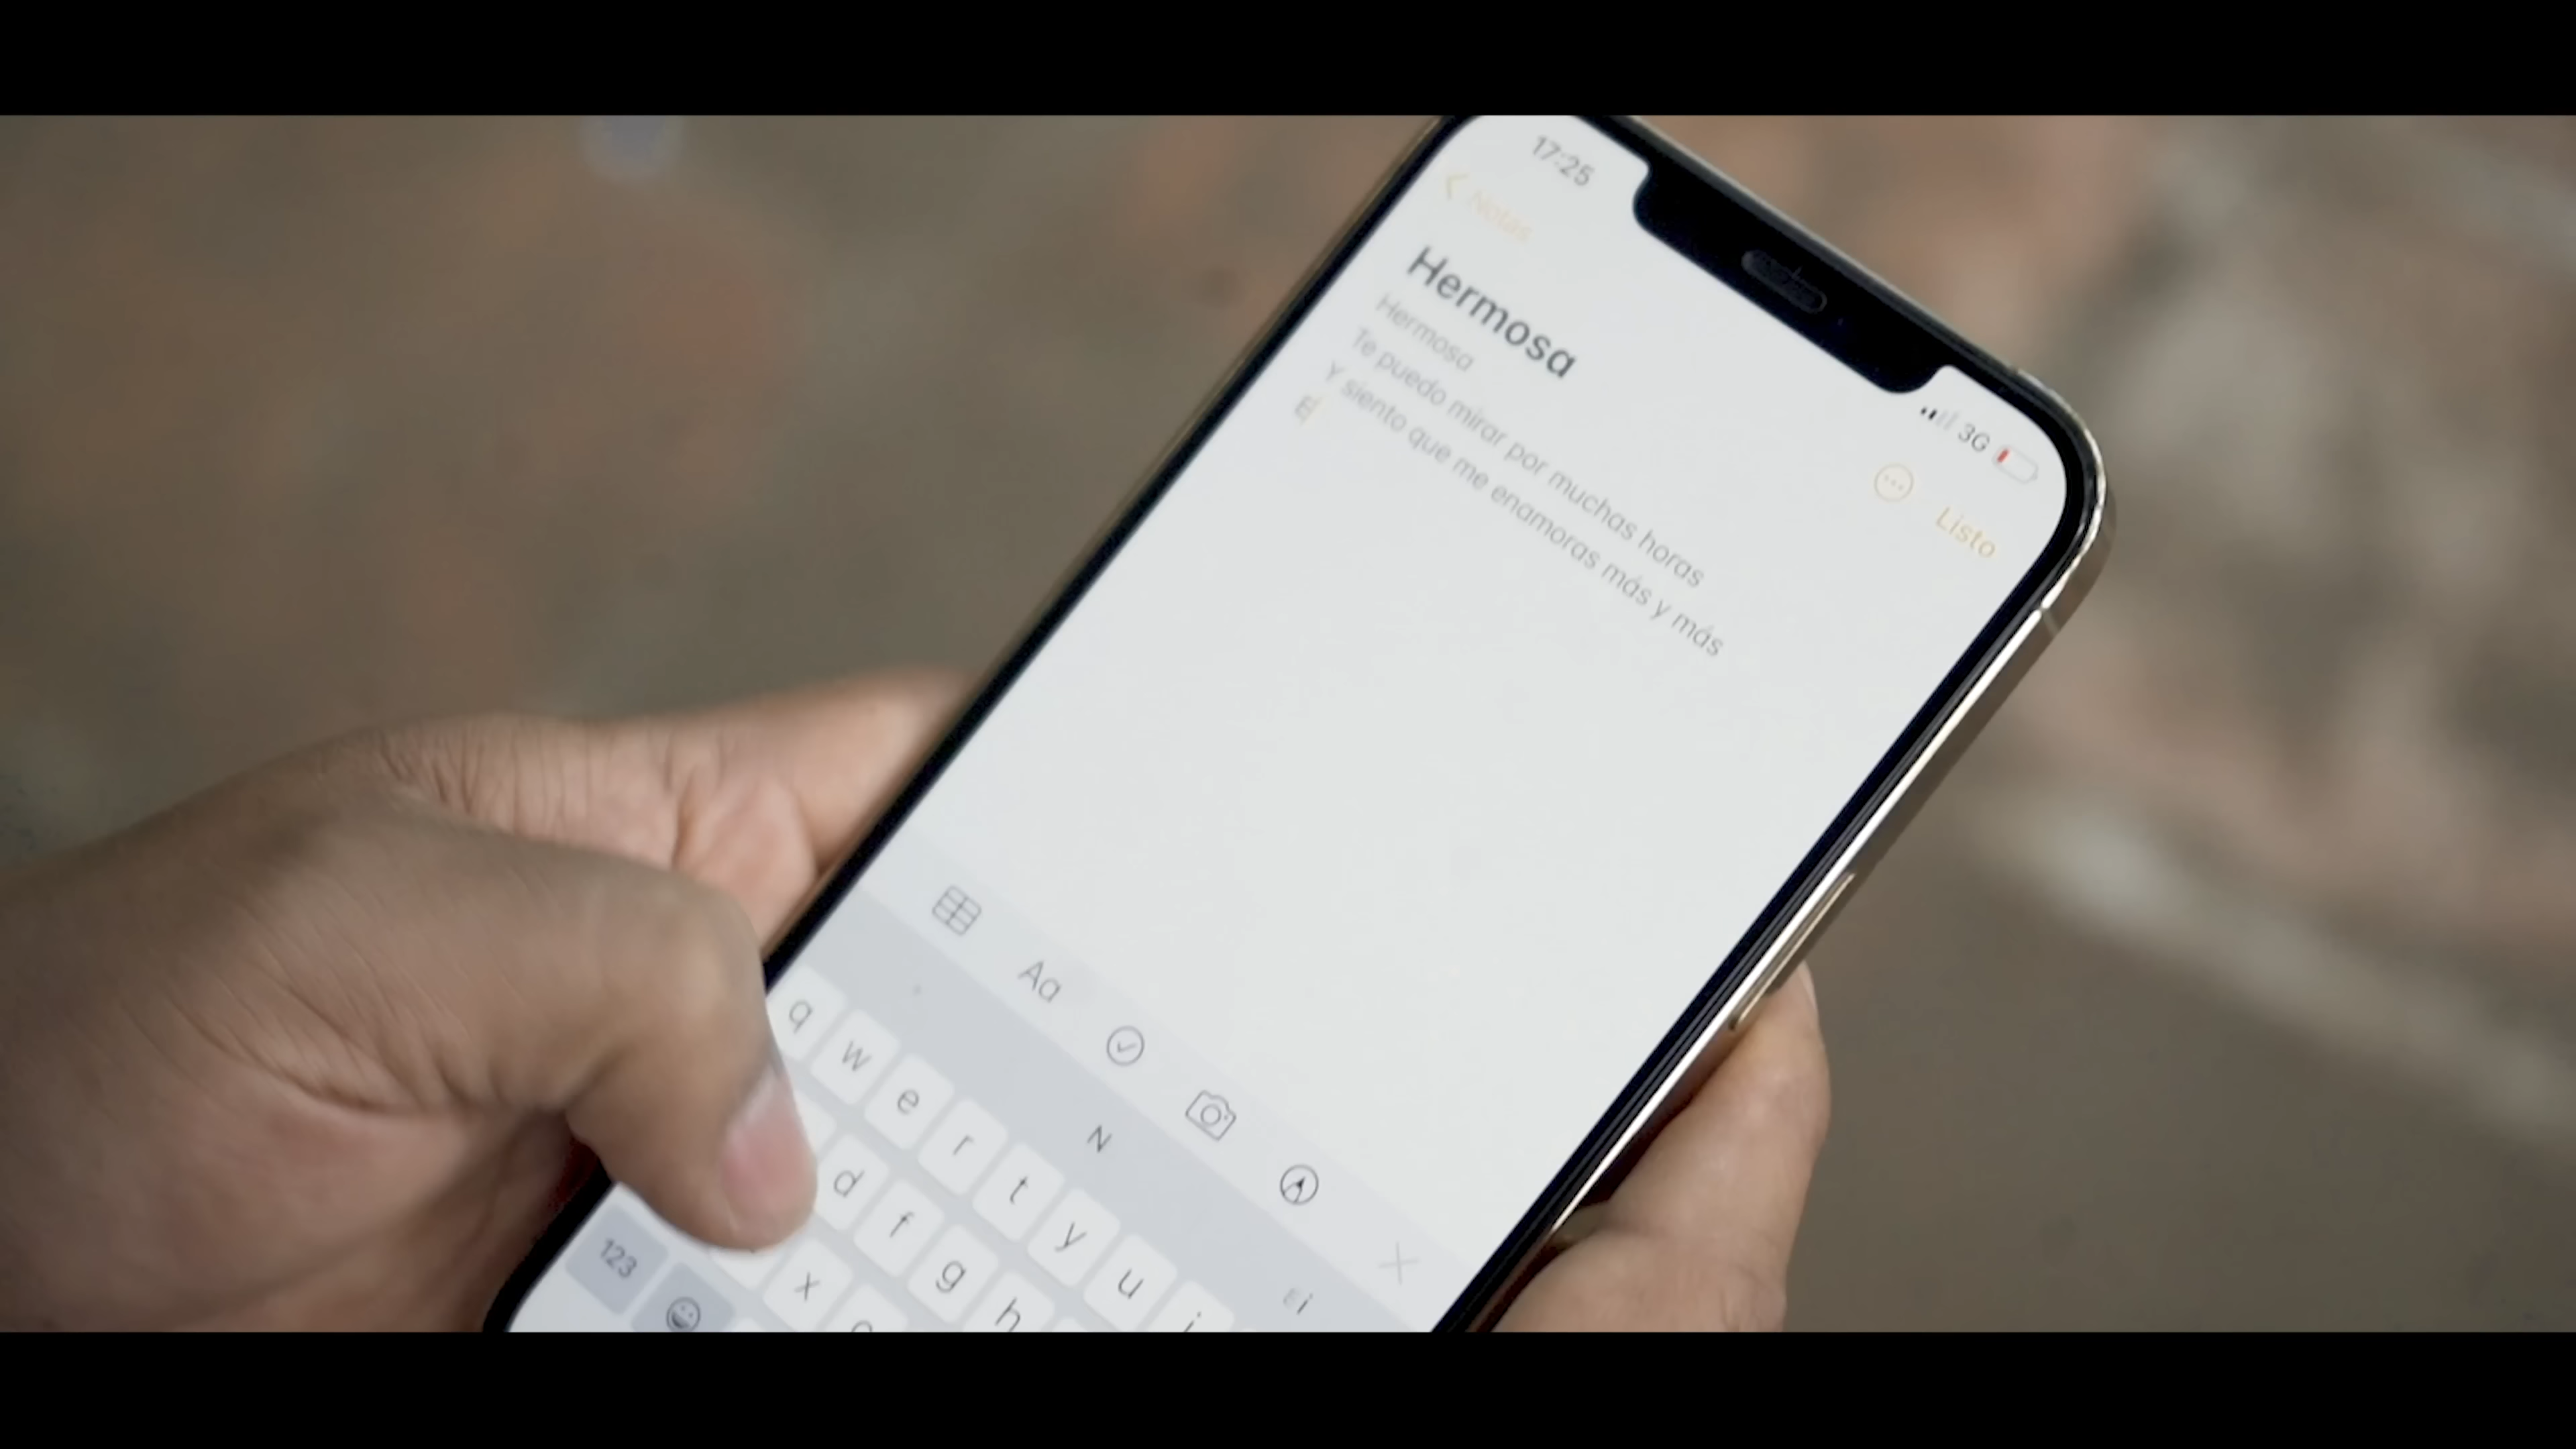 17:25
3G
Notas
Listo
Hermosa
Hermosa
Te puedo mirar por muchas horas
Y siento que me enamoras más y más
E
Aa
N
q w e r t y u i
d f g h
x
123